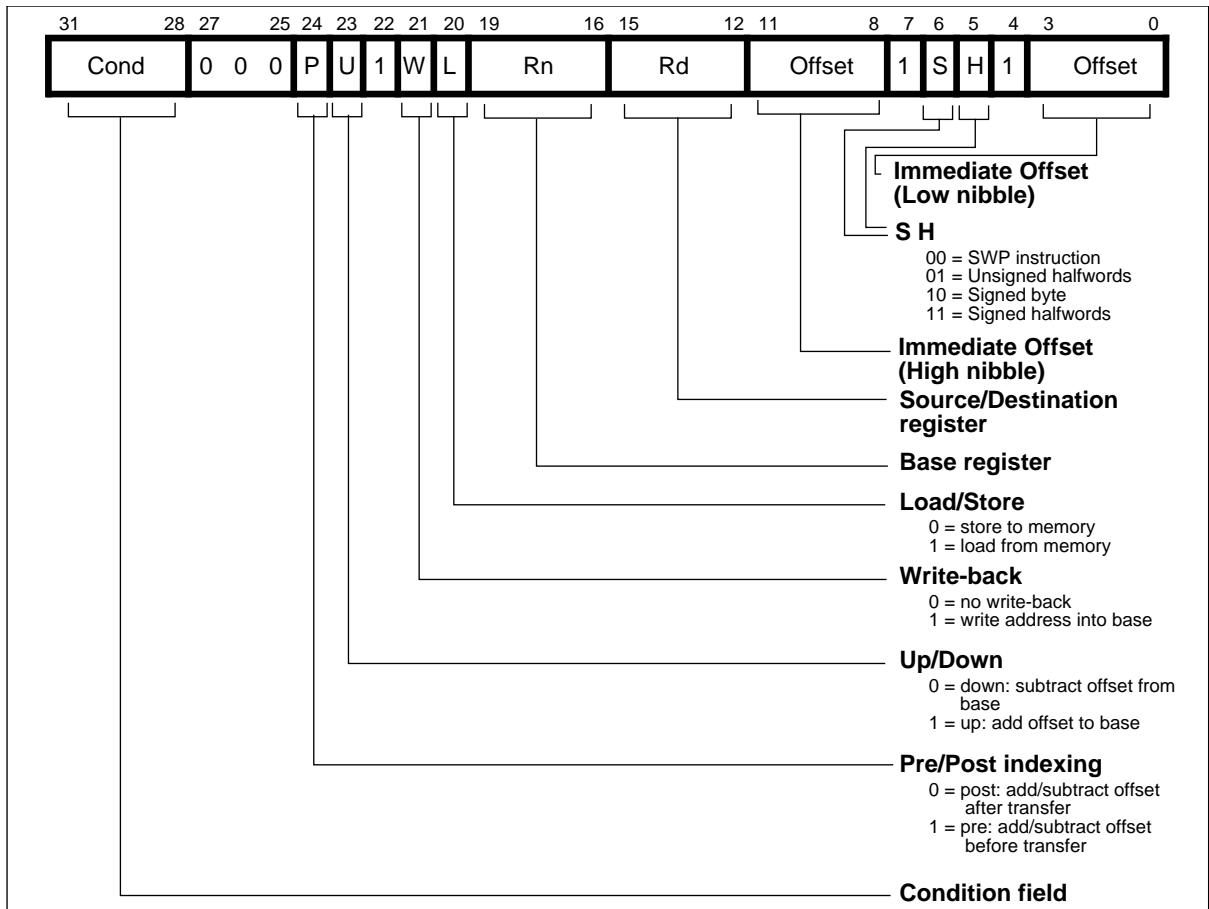 31 28 27 25 24 23 22 21 20 19 16 15 12 11 8 7 6 5 4 3 0
Cond 0 0 0 P U 1 W L Rn Rd Offset 1 S H 1 Offset
Immediate Offset
(Low nibble)
S H
00 = SWP instruction
01 = Unsigned halfwords
10 = Signed byte
11 = Signed halfwords
Immediate Offset
(High nibble)
Source/Destination
register
Base register
Load/Store
0 = store to memory
1 = load from memory
Write-back
0 = no write-back
1 = write address into base
Up/Down
0 = down: subtract offset from
base
1 = up: add offset to base
Pre/Post indexing
0 = post: add/subtract offset
after transfer
1 = pre: add/subtract offset
before transfer
Condition field